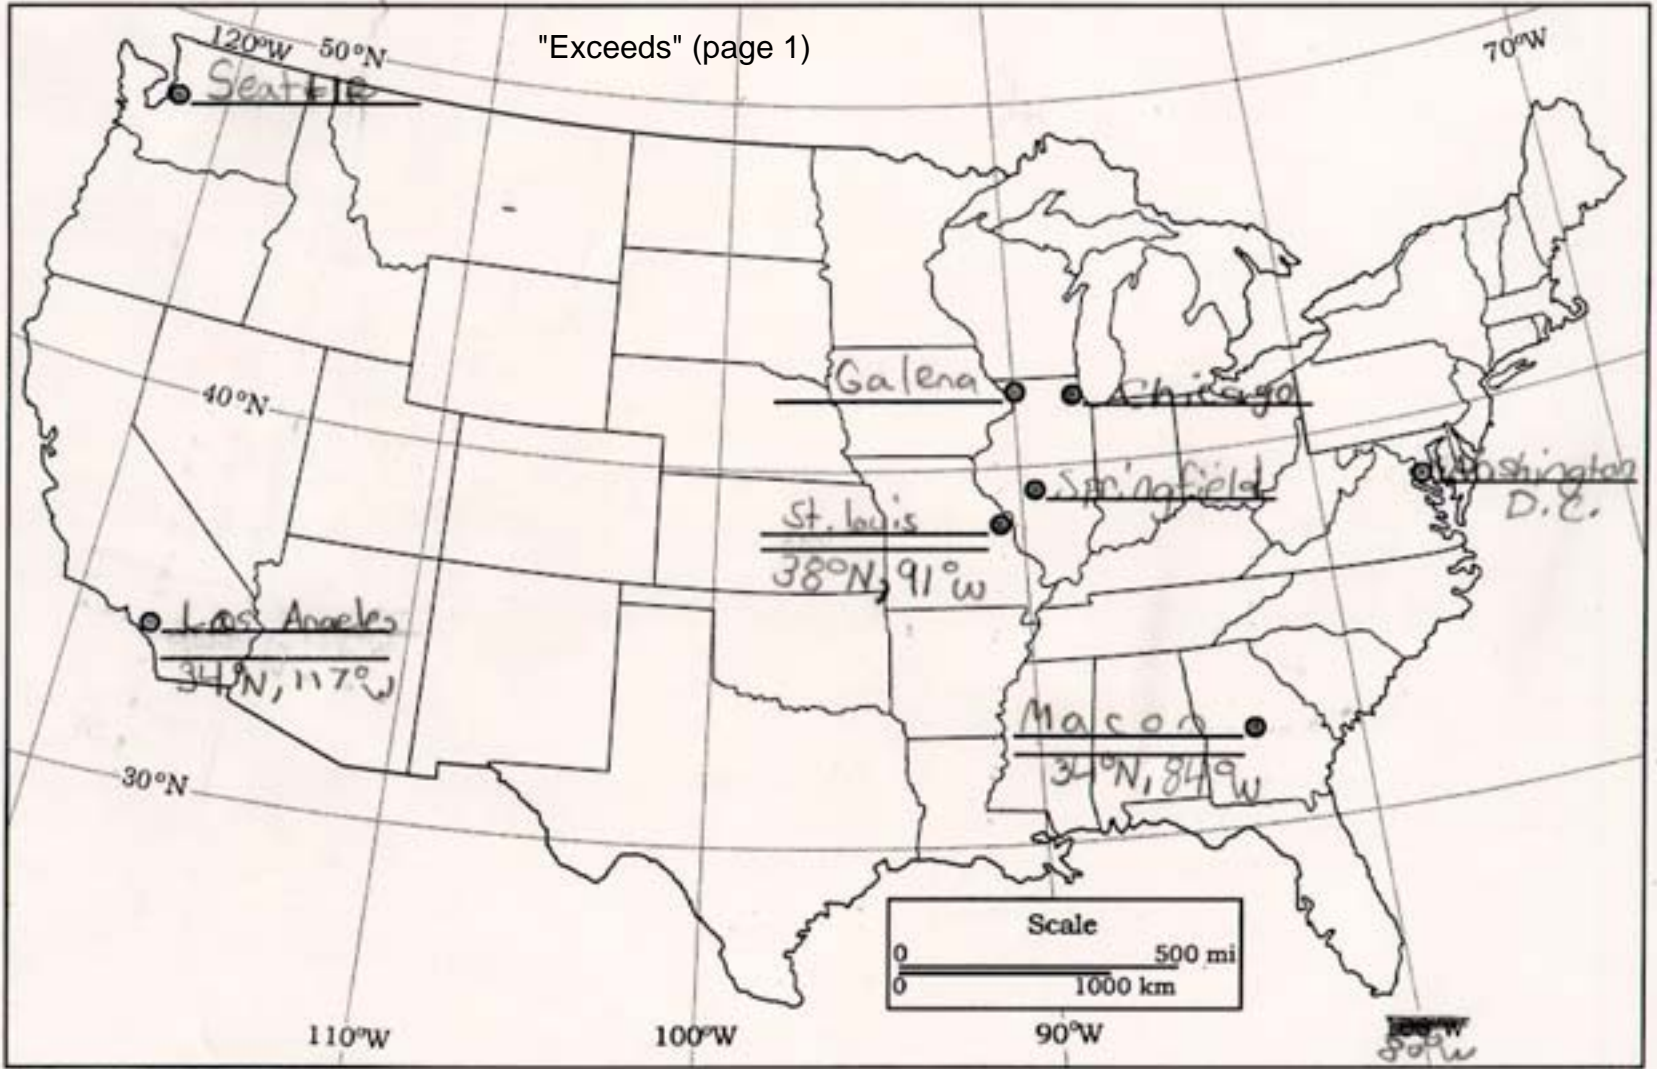 "Exceeds" (page 1)
120°W 50°N
70°W
Seattle
Galena
Chicago
40°N
Springfield
Washington
D.C.
St. louis
38°N, 91°W
Los Angeles
34°N, 117°W
Macon
34°N, 84°W
30°N
Scale
0 500 mi
0 1000 km
110°W 100°W 90°W
80°W